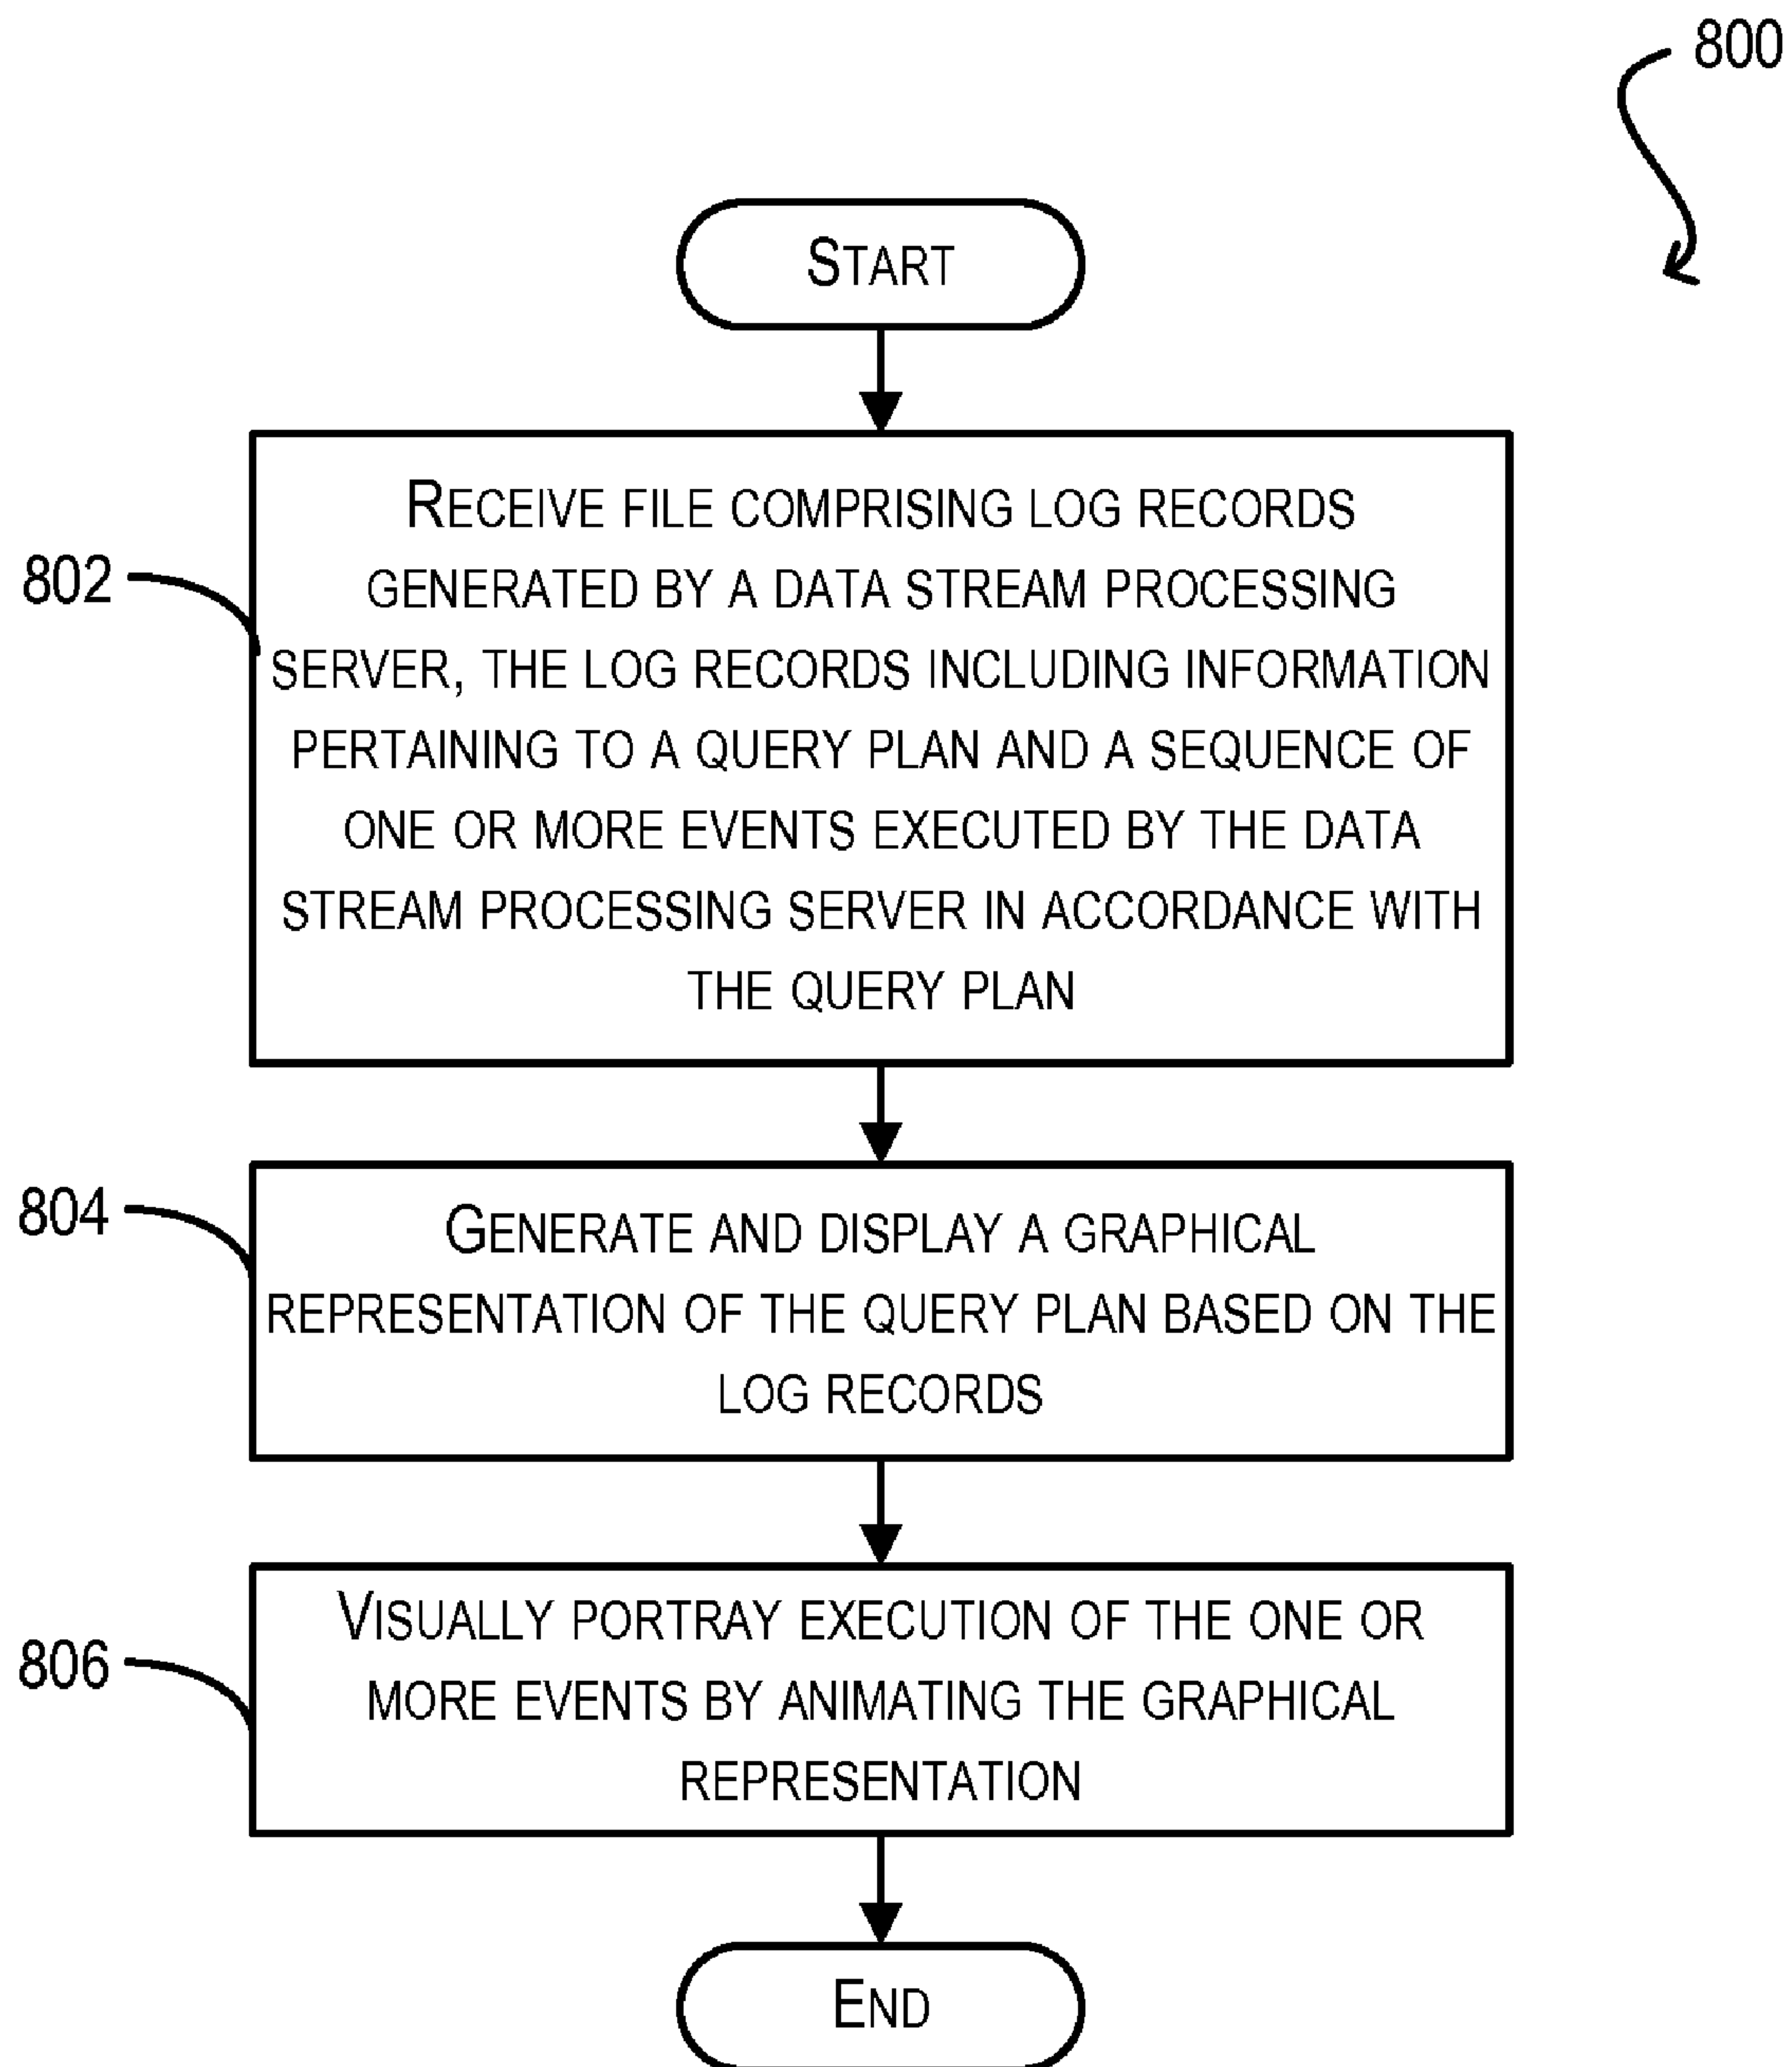 800
START
802
RECEIVE FILE COMPRISING LOG RECORDS
GENERATED BY A DATA STREAM PROCESSING
SERVER, THE LOG RECORDS INCLUDING INFORMATION
PERTAINING TO A QUERY PLAN AND A SEQUENCE OF
ONE OR MORE EVENTS EXECUTED BY THE DATA
STREAM PROCESSING SERVER IN ACCORDANCE WITH
THE QUERY PLAN
804
GENERATE AND DISPLAY A GRAPHICAL
REPRESENTATION OF THE QUERY PLAN BASED ON THE
LOG RECORDS
806
VISUALLY PORTRAY EXECUTION OF THE ONE OR
MORE EVENTS BY ANIMATING THE GRAPHICAL
REPRESENTATION
END